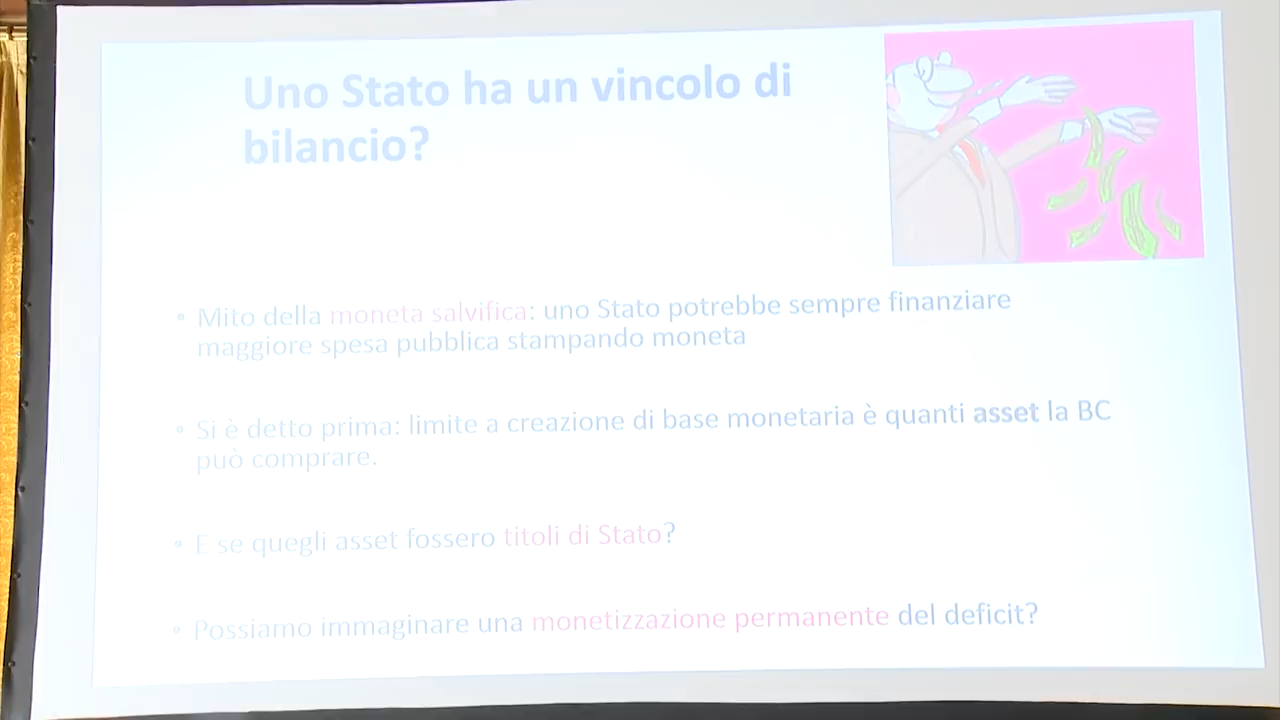 Uno Stato ha un vincolo di
bilancio?
• Mito della moneta salvifica: uno Stato potrebbe sempre finanziare
maggiore spesa pubblica stampando moneta
• Si è detto prima: limite a creazione di base monetaria è quanti asset la BC
può comprare.
• E se quegli asset fossero titoli di Stato?
• Possiamo immaginare una monetizzazione permanente del deficit?